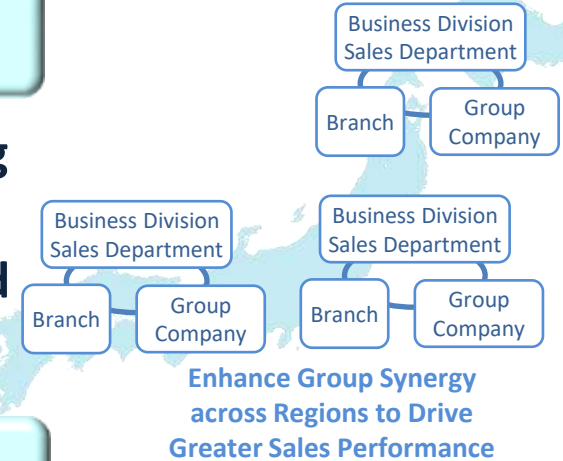 Business Division
Sales Department
Branch
Group
Company
g
Business Division
Sales Department
Branch
Group
Company
d
Business Division
Sales Department
Branch
Group
Company
Enhance Group Synergy
across Regions to Drive
Greater Sales Performance